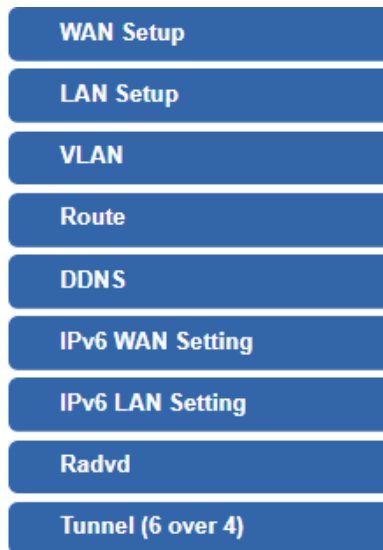 WAN Setup
LAN Setup
VLAN
Route
DDNS
IPv6 WAN Setting
IPv6 LAN Setting
Radvd
Tunnel (6 over 4)